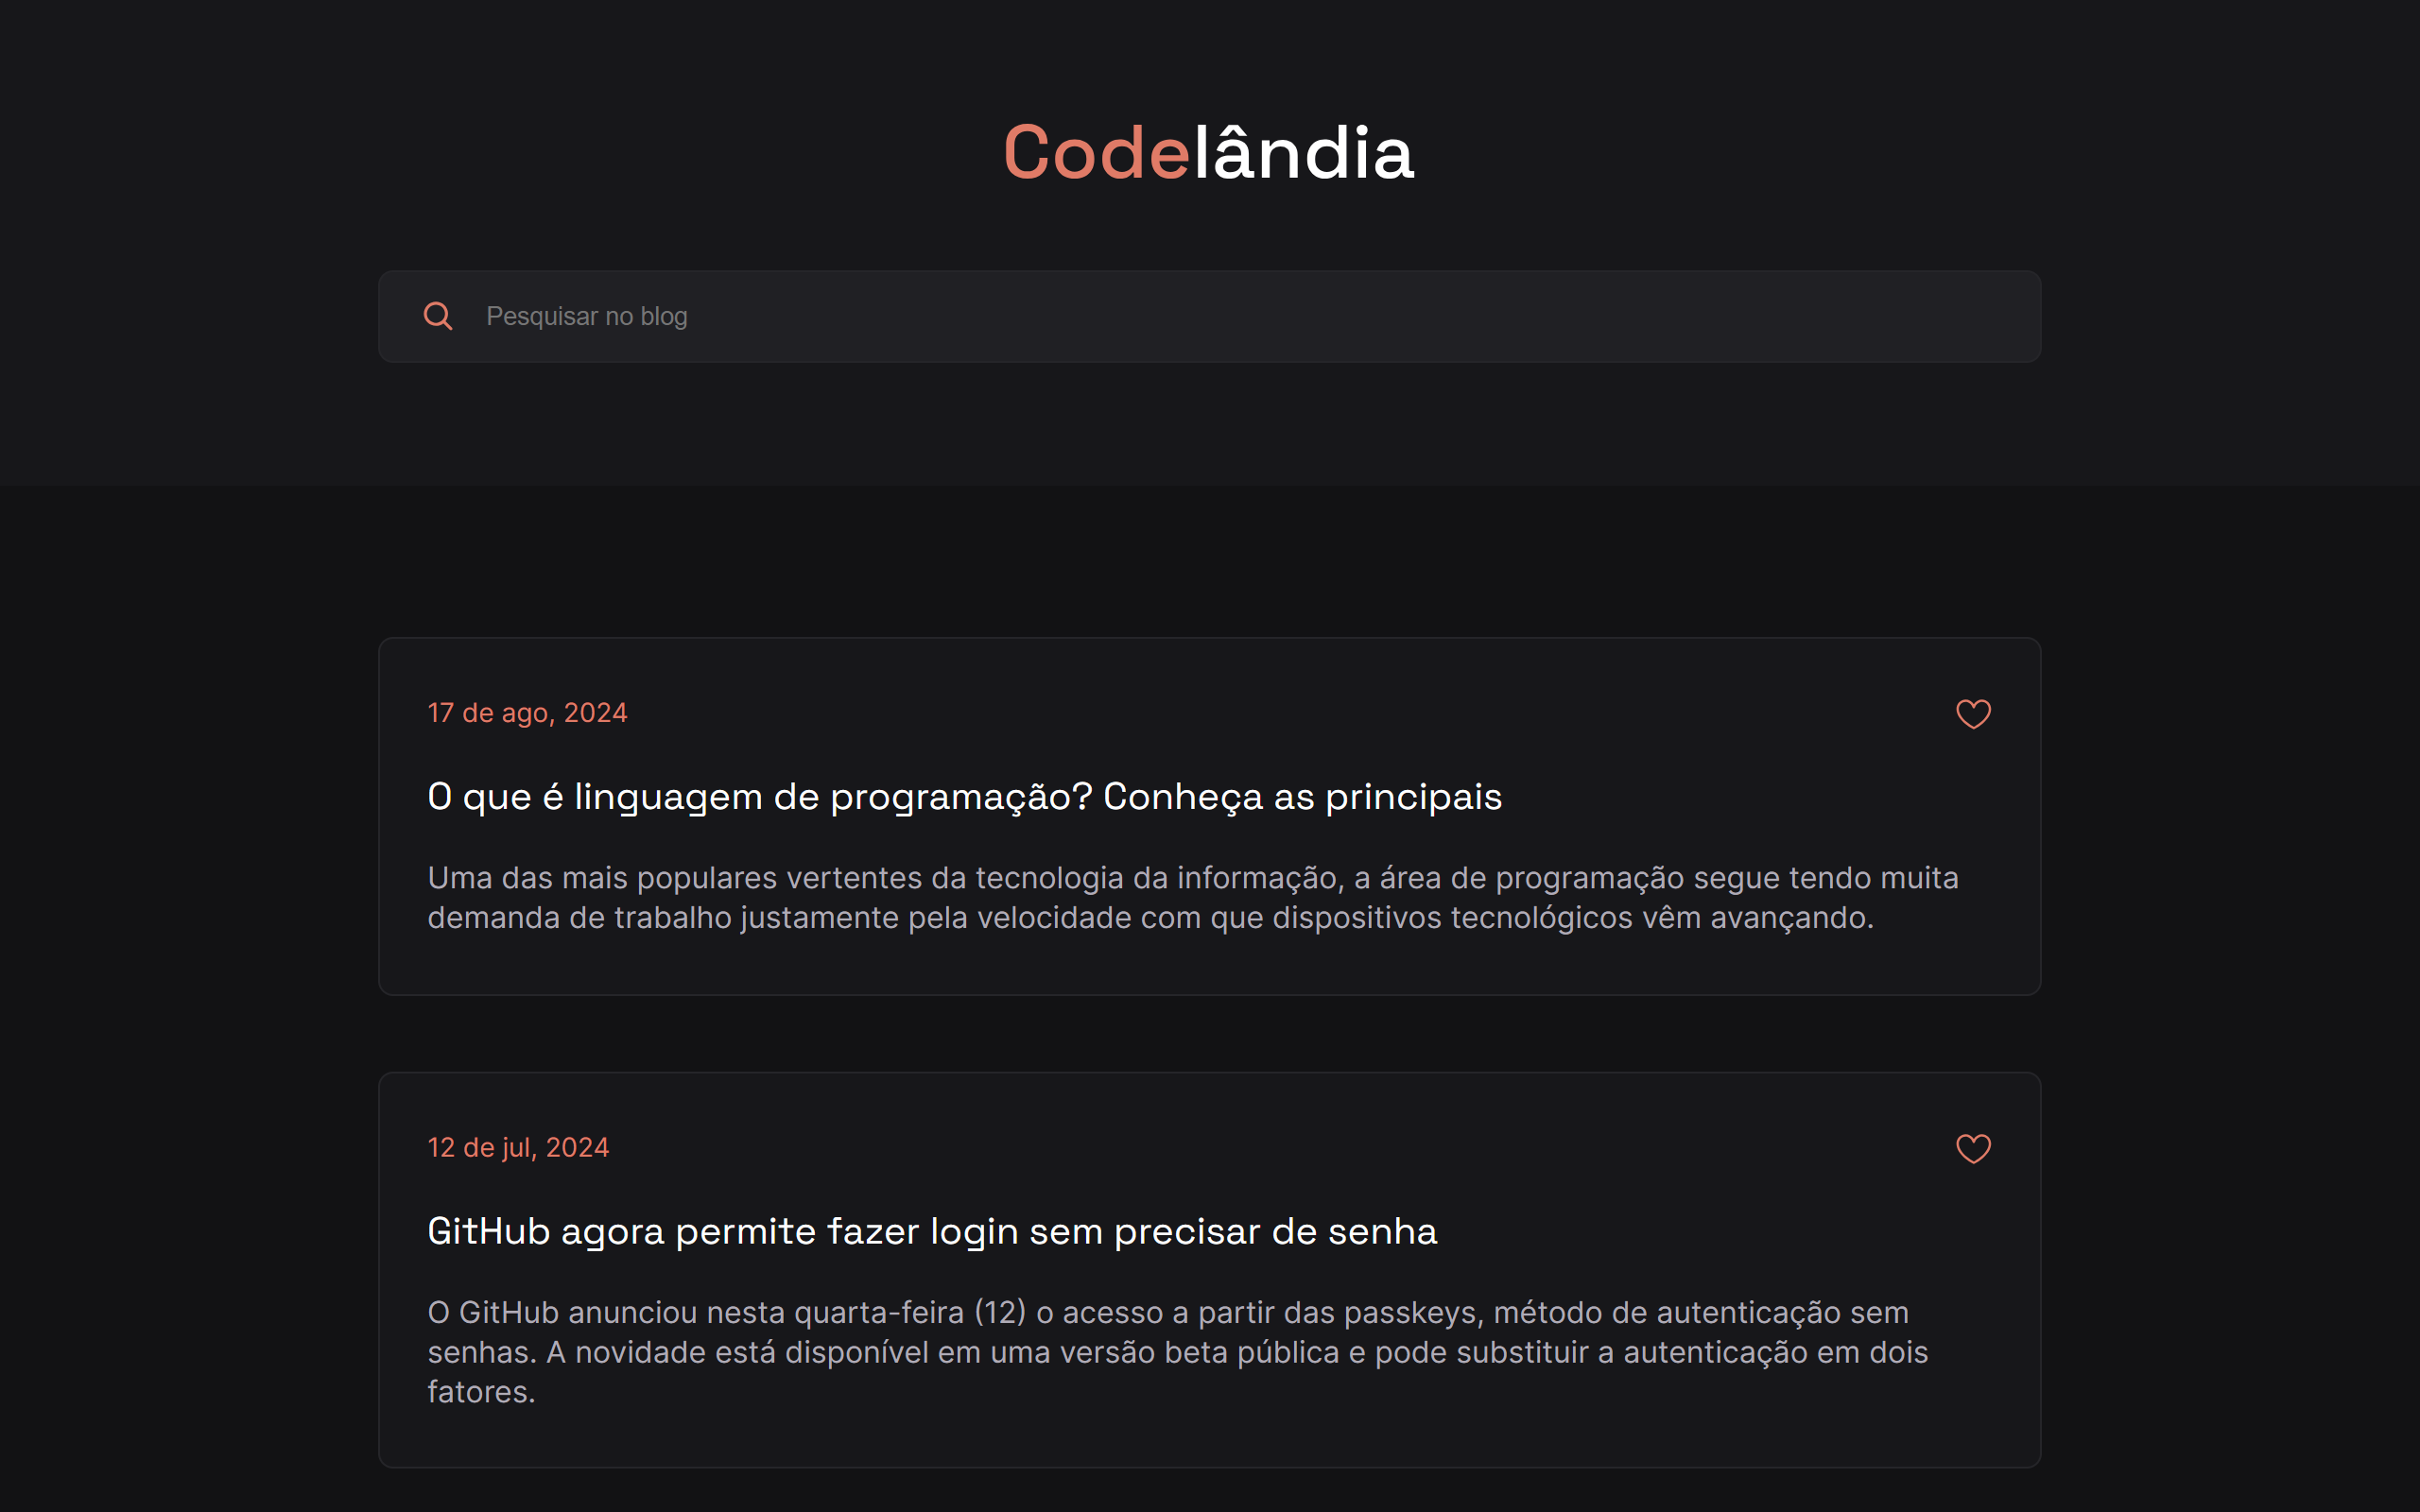 Codelândia
Pesquisar no blog
17 de ago, 2024
O que é linguagem de programação? Conheça as principais
Uma das mais populares vertentes da tecnologia da informação, a área de programação segue tendo muita
demanda de trabalho justamente pela velocidade com que dispositivos tecnológicos vêm avançando.
12 de jul, 2024
GitHub agora permite fazer login sem precisar de senha
O GitHub anunciou nesta quarta-feira (12) o acesso a partir das passkeys, método de autenticação sem
senhas. A novidade está disponível em uma versão beta pública e pode substituir a autenticação em dois
fatores.